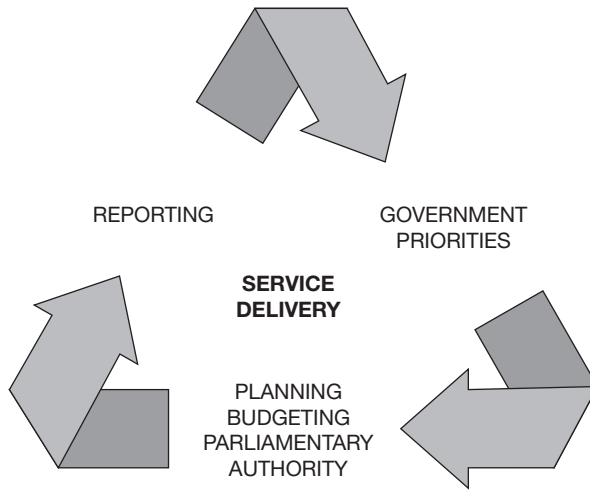 REPORTING
GOVERNMENT
PRIORITIES
SERVICE
DELIVERY
PLANNING
BUDGETING
PARLIAMENTARY
AUTHORITY